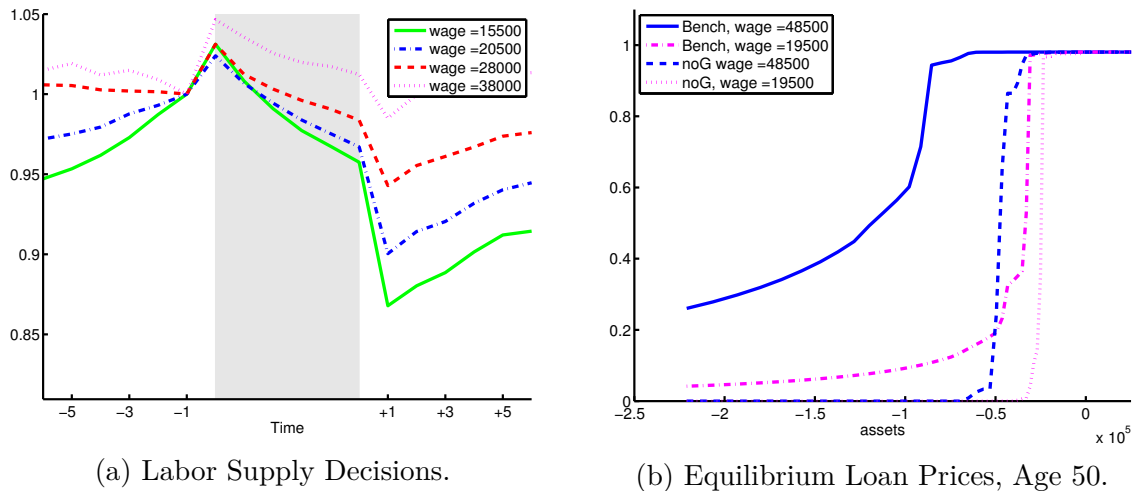 1.05
1
0.95
0.9
0.85
wage =15500
wage =20500
wage =28000
wage =38000
−5
−3
−1
+1
+3
+5
Time
(a) Labor Supply Decisions.
1
0.8
0.6
0.4
0.2
0
Bench, wage =48500
Bench, wage =19500
noG wage =48500
noG, wage =19500
−2.5
−2
−1.5
−1
−0.5
0
assets
x 10⁵
(b) Equilibrium Loan Prices, Age 50.